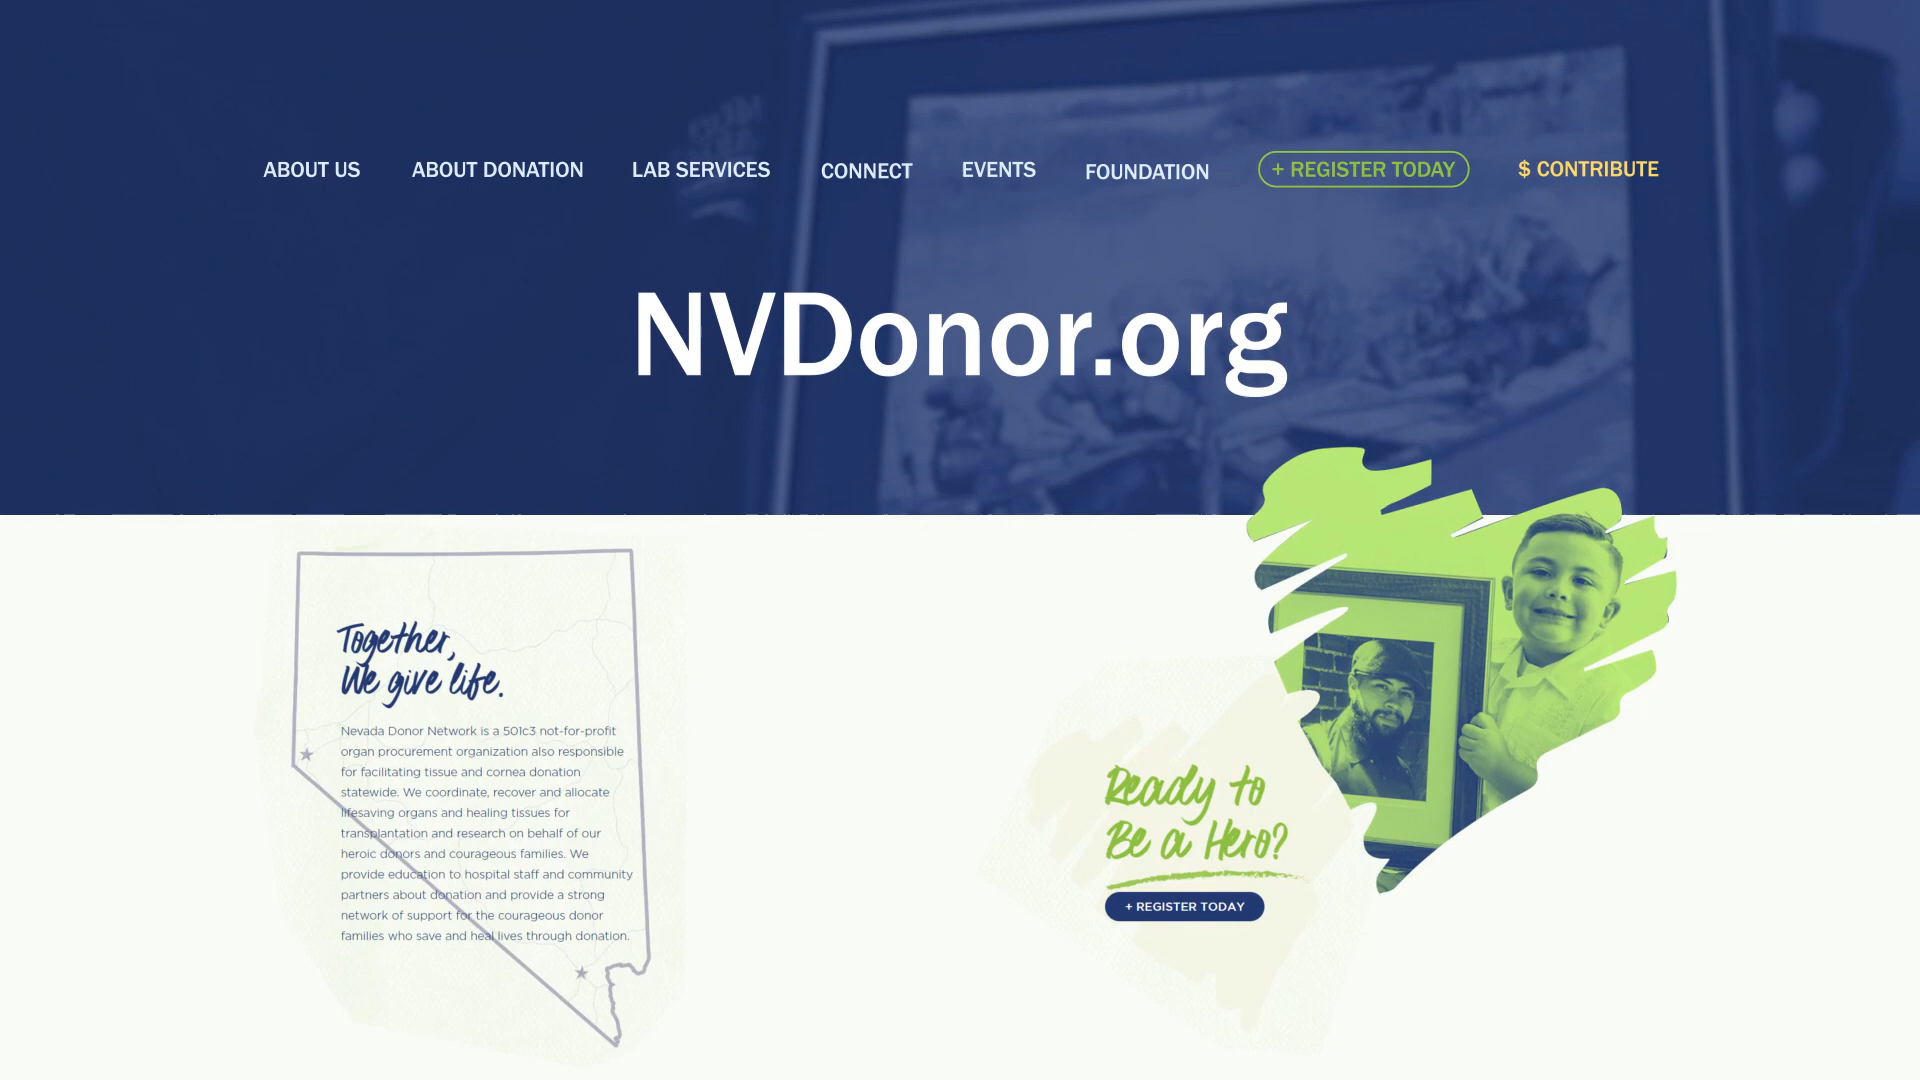 ABOUT US ABOUT DONATION LAB SERVICES CONNECT EVENTS FOUNDATION + REGISTER TODAY $ CONTRIBUTE
NVDonor.org
Together,
We give life.
Nevada Donor Network is a 501c3 not-for-profit
organ procurement organization also responsible
for facilitating tissue and cornea donation
statewide. We coordinate, recover and allocate
lifesaving organs and healing tissues for
transplantation and research on behalf of our
heroic donors and courageous families. We
provide education to hospital staff and community
partners about donation and provide a strong
network of support for the courageous donor
families who save and heal lives through donation.
Ready to
Be a Hero?
+ REGISTER TODAY